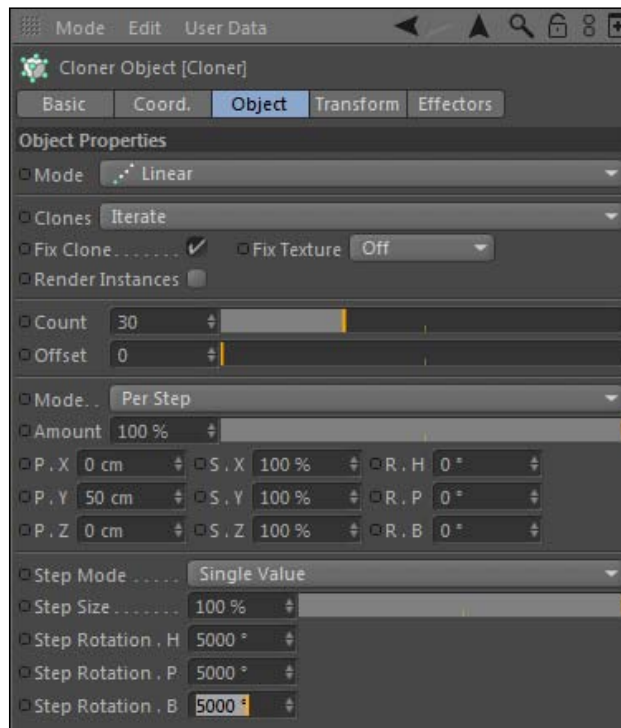 Mode Edit User Data
Cloner Object [Cloner]
Basic Coord. Object Transform Effectors
Object Properties
Mode Linear
Clones Iterate
Fix Clone....... Fix Texture Off
Render Instances
Count 30
Offset 0
Mode.. Per Step
Amount 100 %
P . X 0 cm S . X 100 % R . H 0 °
P . Y 50 cm S . Y 100 % R . P 0 °
P . Z 0 cm S . Z 100 % R . B 0 °
Step Mode ..... Single Value
Step Size....... 100 %
Step Rotation . H 5000 °
Step Rotation . P 5000 °
Step Rotation . B 5000 °